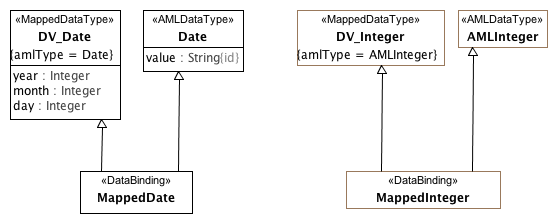 «MappedDataType»
DV_Date
{amlType = Date}
year : Integer
month : Integer
day : Integer
«AMLDataType»
Date
value : String{id}
«DataBinding»
MappedDate
«MappedDataType»
DV_Integer
{amlType = AMLInteger}
«AMLDataType»
AMLInteger
«DataBinding»
MappedInteger